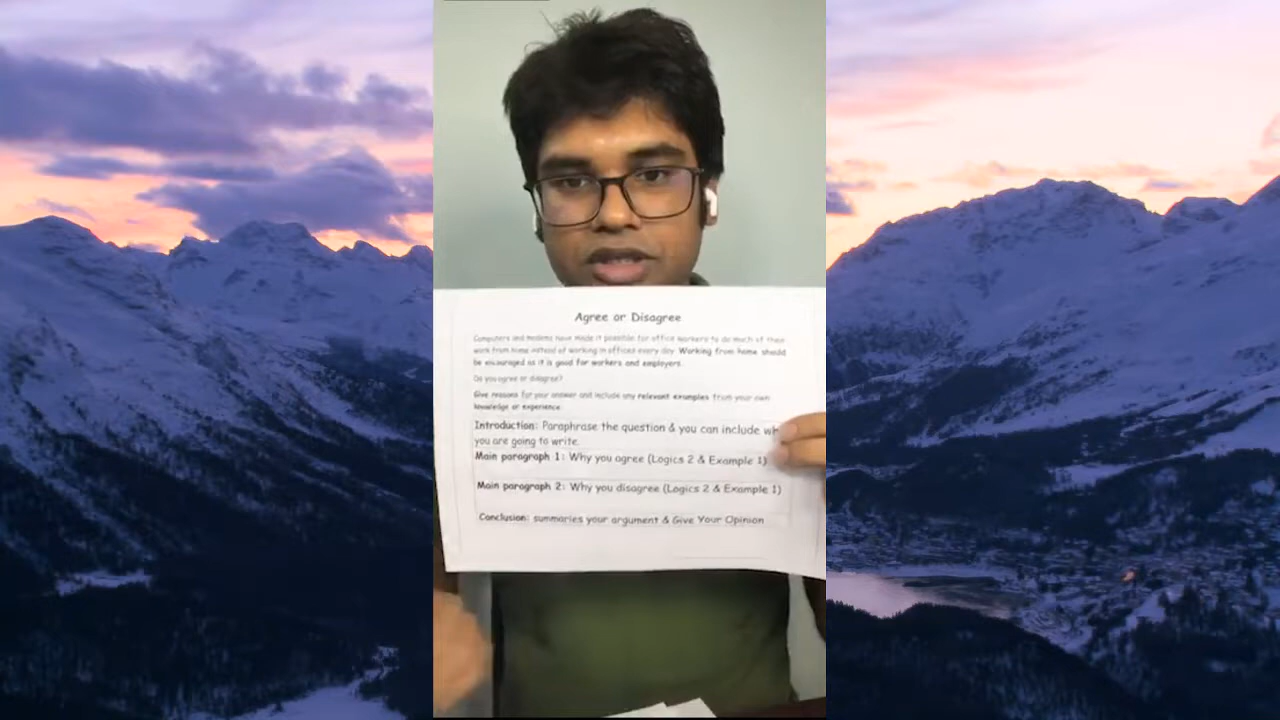 Agree or Disagree
Computers and modems have made it possible for office workers to do much of their
work from home instead of working in offices every day. Working from home should
be encouraged as it is good for workers and employers.
Do you agree or disagree?
Give reasons for your answer and include any relevant examples from your own
knowledge or experience.
Introduction: Paraphrase the question & you can include wh
you are going to write.
Main paragraph 1: Why you agree (Logics 2 & Example 1)
Main paragraph 2: Why you disagree (Logics 2 & Example 1)
Conclusion: summaries your argument & Give Your Opinion